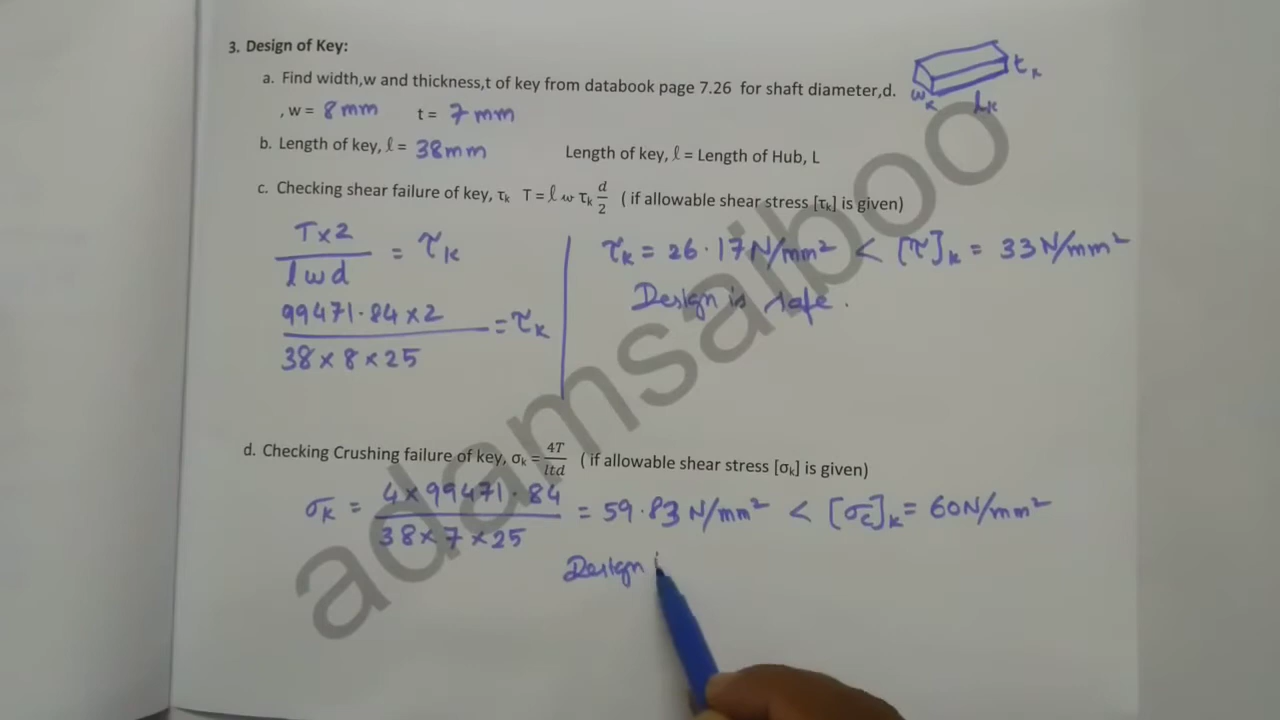 3. Design of Key:
a. Find width,w and thickness,t of key from databook page 7.26 for shaft diameter,d.
, w = 8mm t = 7mm
wk Lk tk
b. Length of key, ℓ = 38mm Length of key, ℓ = Length of Hub, L
c. Checking shear failure of key, τk T = ℓ w τk d/2 ( if allowable shear stress [τk] is given)
T×2 / l w d = τk
99471.84 × 2 / 38 × 8 × 25 = τk
τk = 26.17 N/mm² < [τ]k = 33 N/mm²
Design is safe.
d. Checking Crushing failure of key, σk = 4T/ltd ( if allowable shear stress [σk] is given)
σk = 4×99471.84 / 38×7×25 = 59.83 N/mm² < [σc]k = 60N/mm²
Design i
adamsaiboo